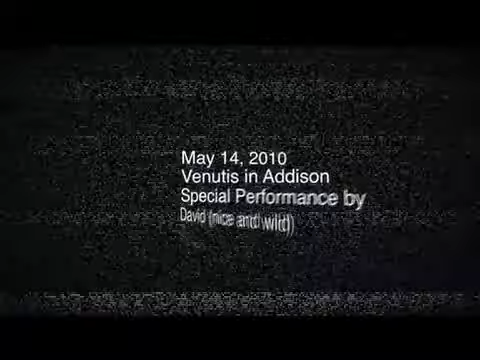 May 14, 2010
Venutis in Addison
Special Performance by
David (nice and wild)